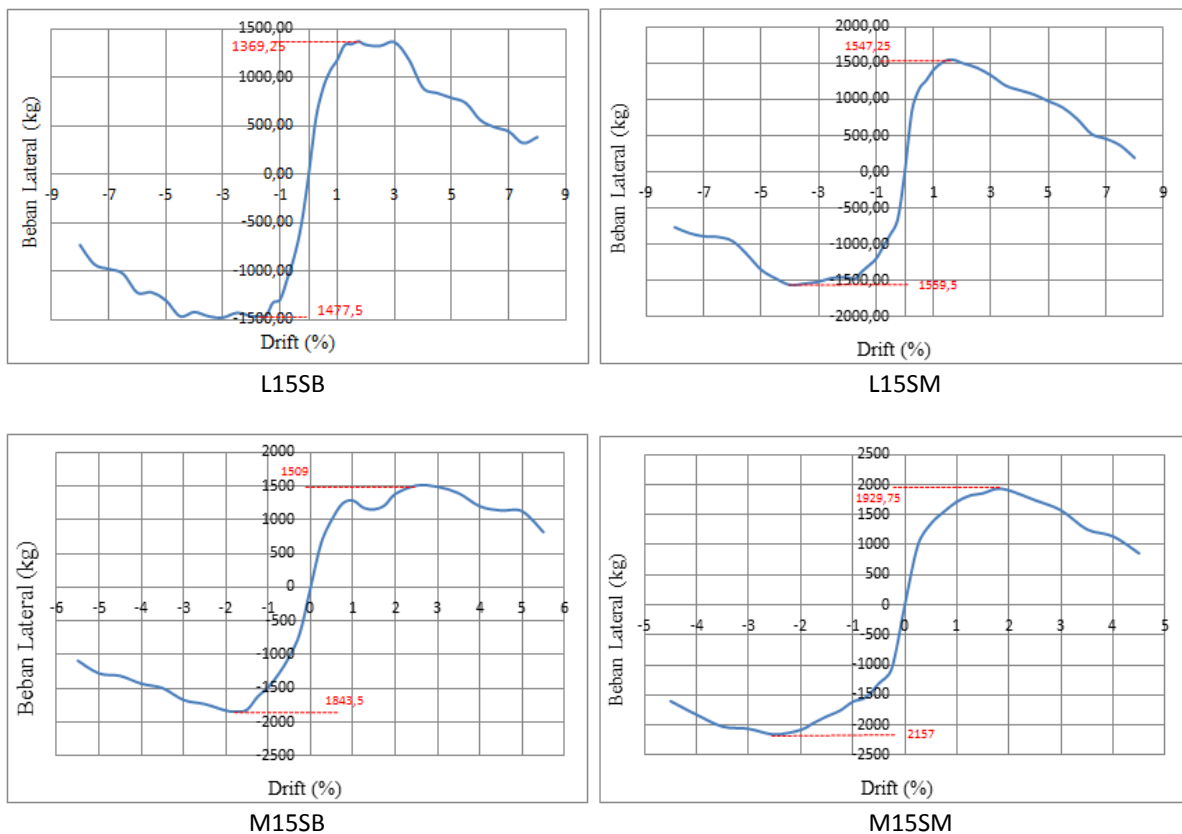 1500,00
1369,25
1000,00
500,00
0,00
-9 -7 -5 -3 -1 1 3 5 7 9
-500,00
-1000,00
1477,5
-1500,00
Beban Lateral (kg)
Drift (%)
L15SB
2000,00
1547,25
1500,00
1000,00
500,00
0,00
-9 -7 -5 -3 -1 1 3 5 7 9
-500,00
-1000,00
-1500,00
1559,5
-2000,00
Beban Lateral (kg)
Drift (%)
L15SM
2000
1509
1500
1000
500
0
-6 -5 -4 -3 -2 -1 0 1 2 3 4 5 6
-500
-1000
-1500
1843,5
-2000
-2500
Beban Lateral (kg)
Drift (%)
M15SB
2500
2000
1929,75
1500
1000
500
0
-5 -4 -3 -2 -1 0 1 2 3 4 5
-500
-1000
-1500
-2000
2157
-2500
Beban Lateral (kg)
Drift (%)
M15SM